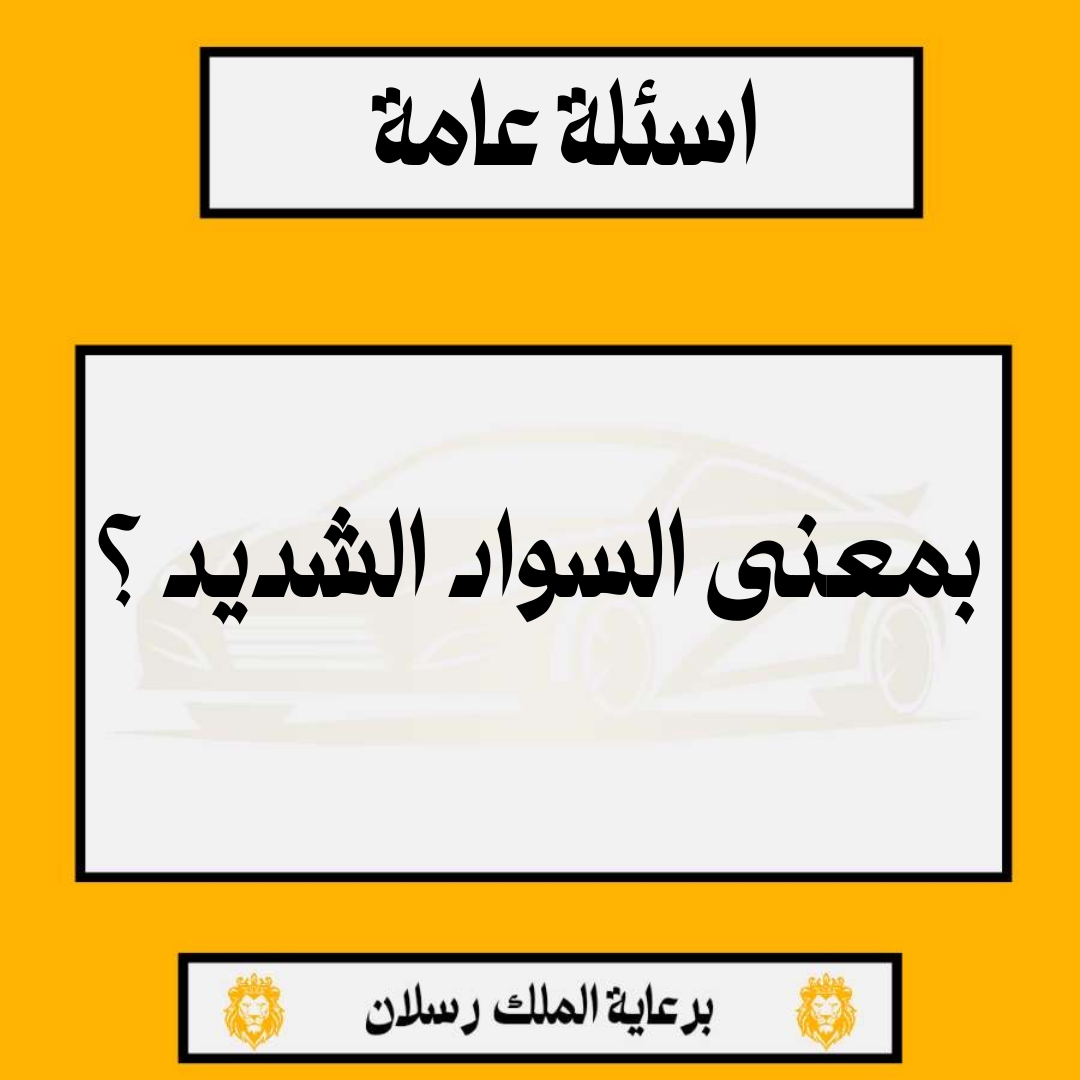 اسئلة عامة
بمعنى السواد الشديد ؟
برعاية الملك رسلان